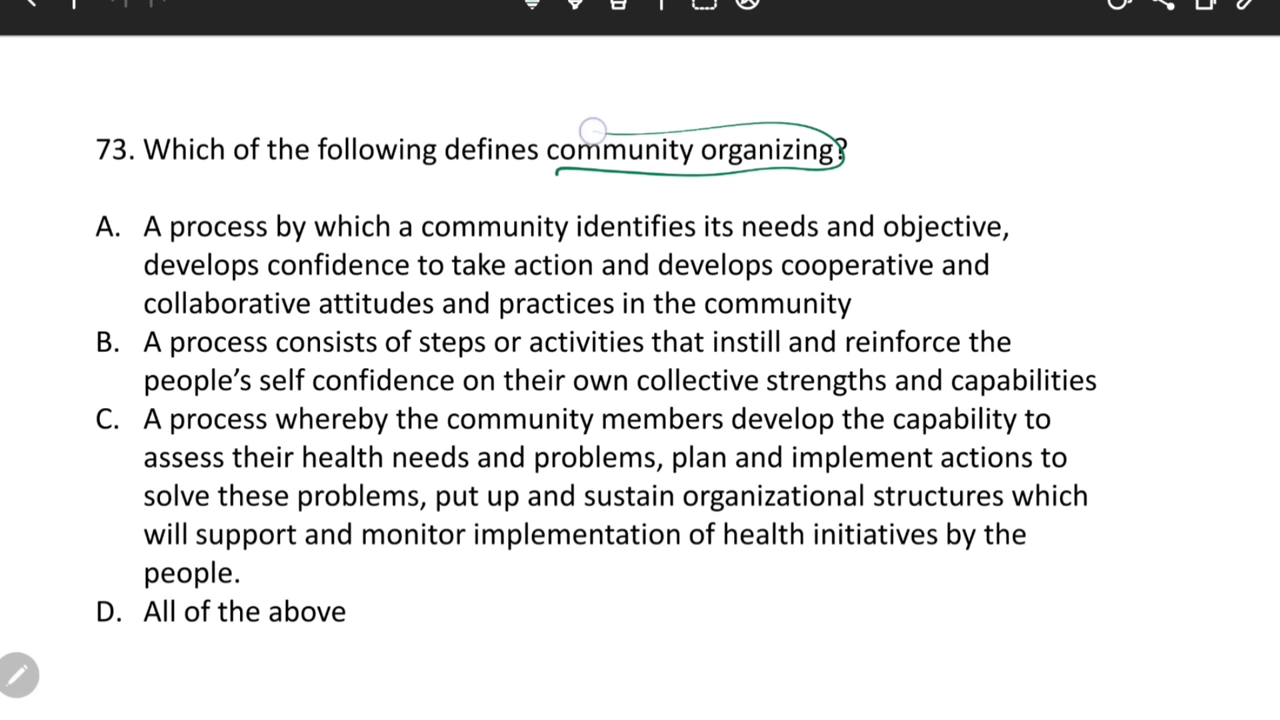 73. Which of the following defines community organizing?
A. A process by which a community identifies its needs and objective,
develops confidence to take action and develops cooperative and
collaborative attitudes and practices in the community
B. A process consists of steps or activities that instill and reinforce the
people's self confidence on their own collective strengths and capabilities
C. A process whereby the community members develop the capability to
assess their health needs and problems, plan and implement actions to
solve these problems, put up and sustain organizational structures which
will support and monitor implementation of health initiatives by the
people.
D. All of the above